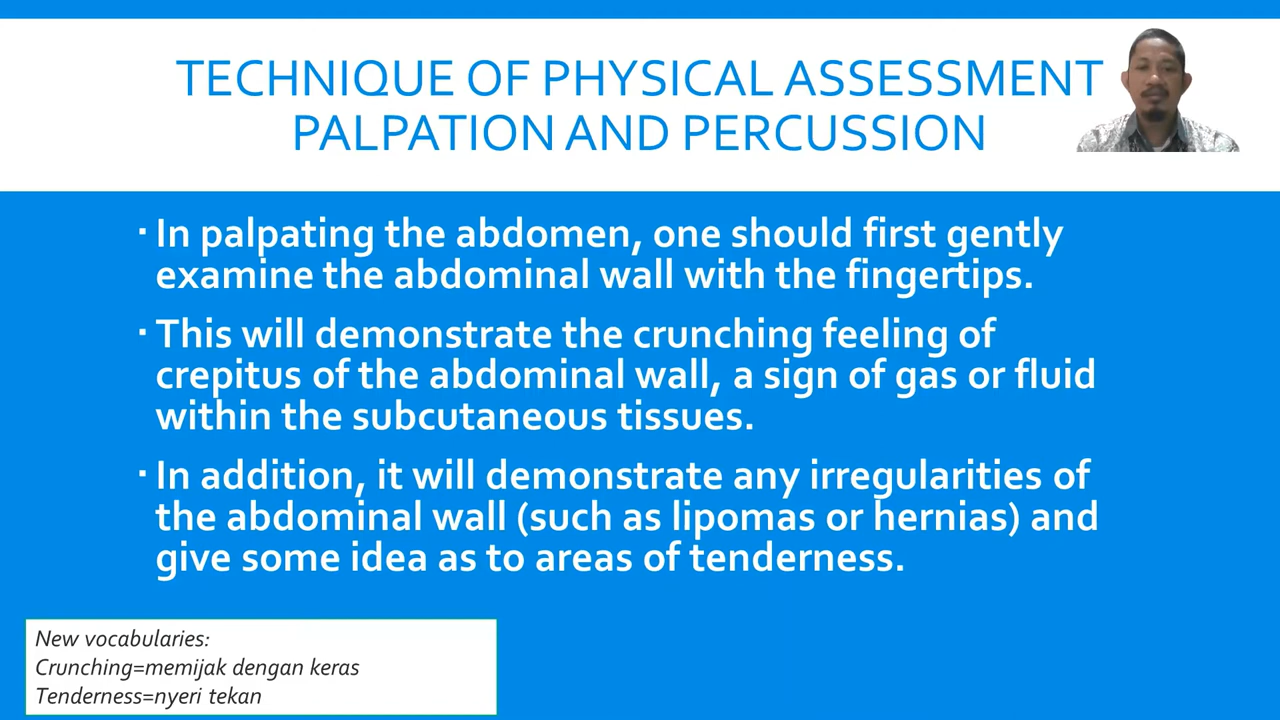 TECHNIQUE OF PHYSICAL ASSESSMENT
PALPATION AND PERCUSSION
▪ In palpating the abdomen, one should first gently
examine the abdominal wall with the fingertips.
▪ This will demonstrate the crunching feeling of
crepitus of the abdominal wall, a sign of gas or fluid
within the subcutaneous tissues.
▪ In addition, it will demonstrate any irregularities of
the abdominal wall (such as lipomas or hernias) and
give some idea as to areas of tenderness.
New vocabularies:
Crunching=memijak dengan keras
Tenderness=nyeri tekan